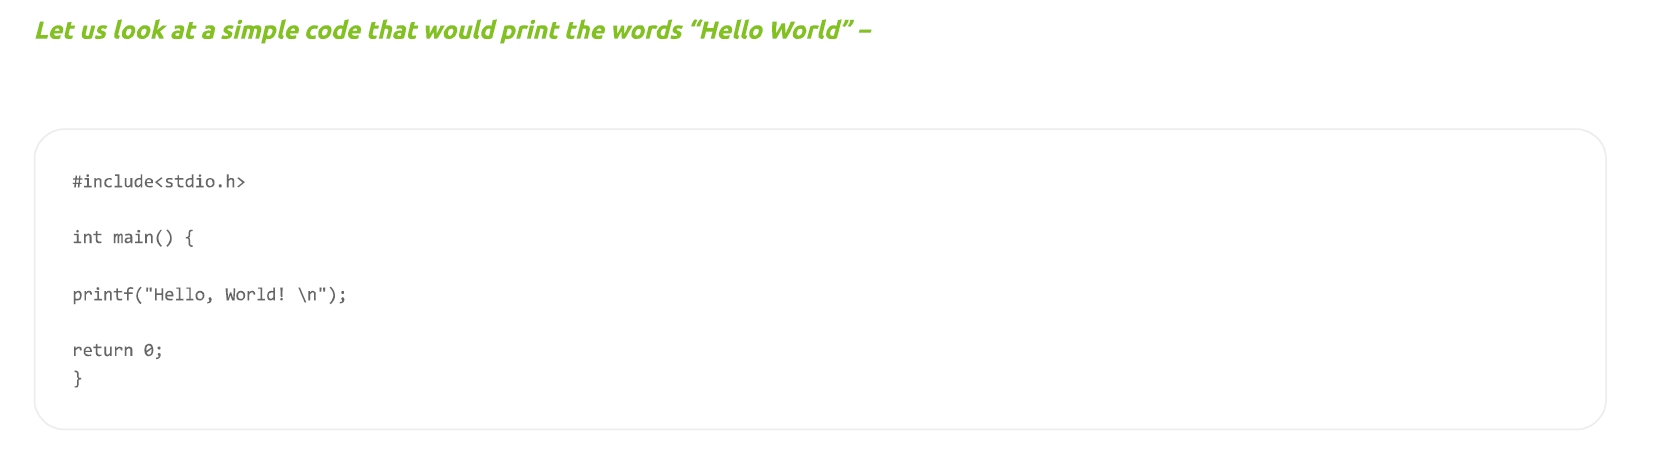 Let us look at a simple code that would print the words “Hello World” –
#include<stdio.h>
int main() {
printf("Hello, World! \n");
return 0;
}